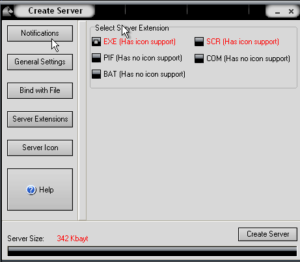 Create Server
Notifications
General Settings
Bind with File
Server Extensions
Server Icon
Help
Select Server Extension
EXE (Has icon support)
SCR (Has icon support)
PIF (Has no icon support)
COM (Has no icon support)
BAT (Has no icon support)
Server Size: 342 Kbayt
Create Server